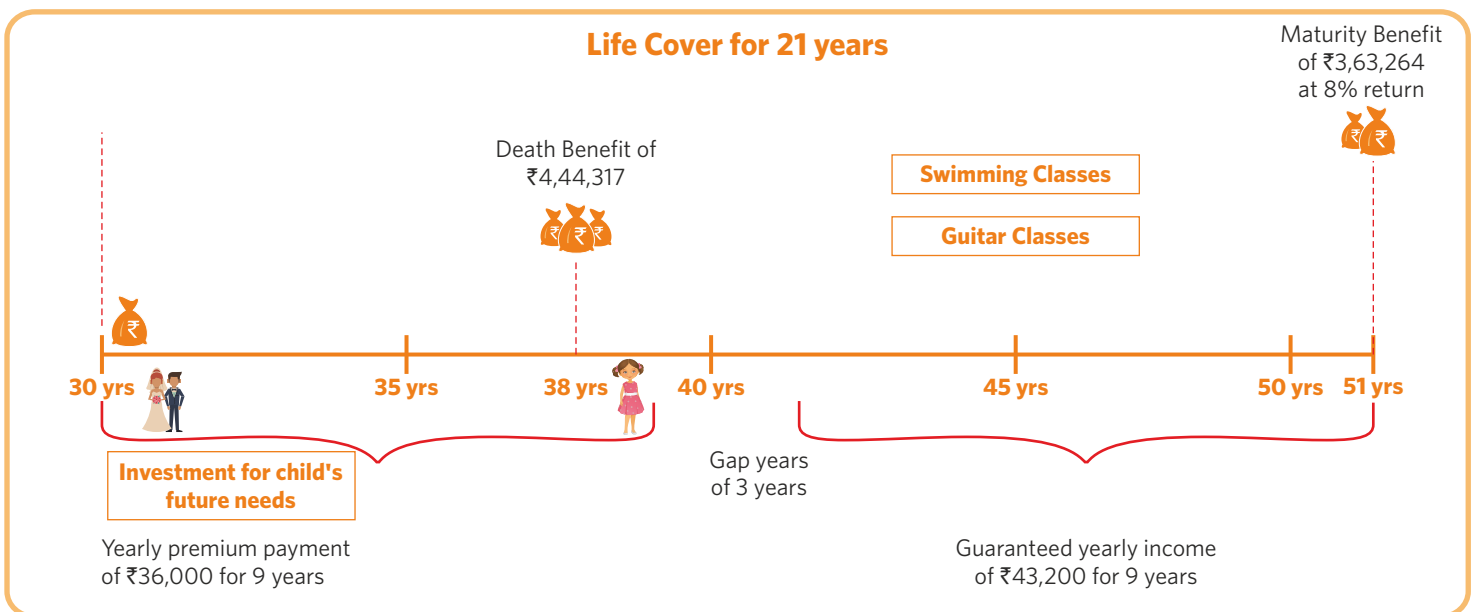 Life Cover for 21 years
Maturity Benefit
of ₹3,63,264
at 8% return
₹ ₹
Death Benefit of
₹4,44,317
₹ ₹ ₹
Swimming Classes
Guitar Classes
₹
30 yrs
35 yrs
38 yrs
40 yrs
45 yrs
50 yrs
51 yrs
Investment for child's
future needs
Gap years
of 3 years
Yearly premium payment
of ₹36,000 for 9 years
Guaranteed yearly income
of ₹43,200 for 9 years